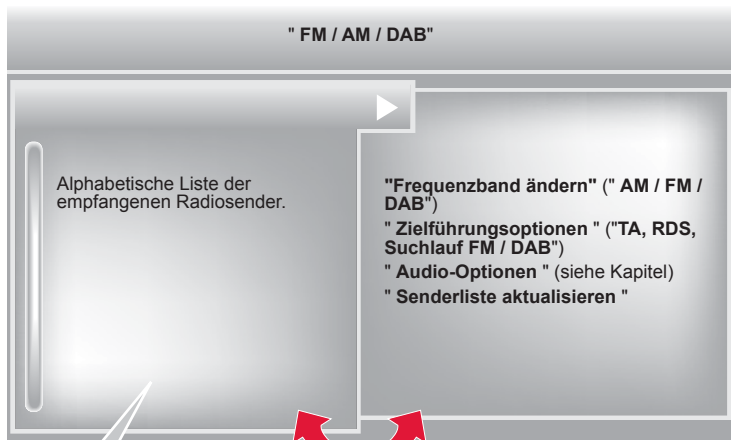 " FM / AM / DAB"
Alphabetische Liste der
empfangenen Radiosender.
"Frequenzband ändern" (" AM / FM /
DAB")
" Zielführungsoptionen " ("TA, RDS,
Suchlauf FM / DAB")
" Audio-Optionen " (siehe Kapitel)
" Senderliste aktualisieren "